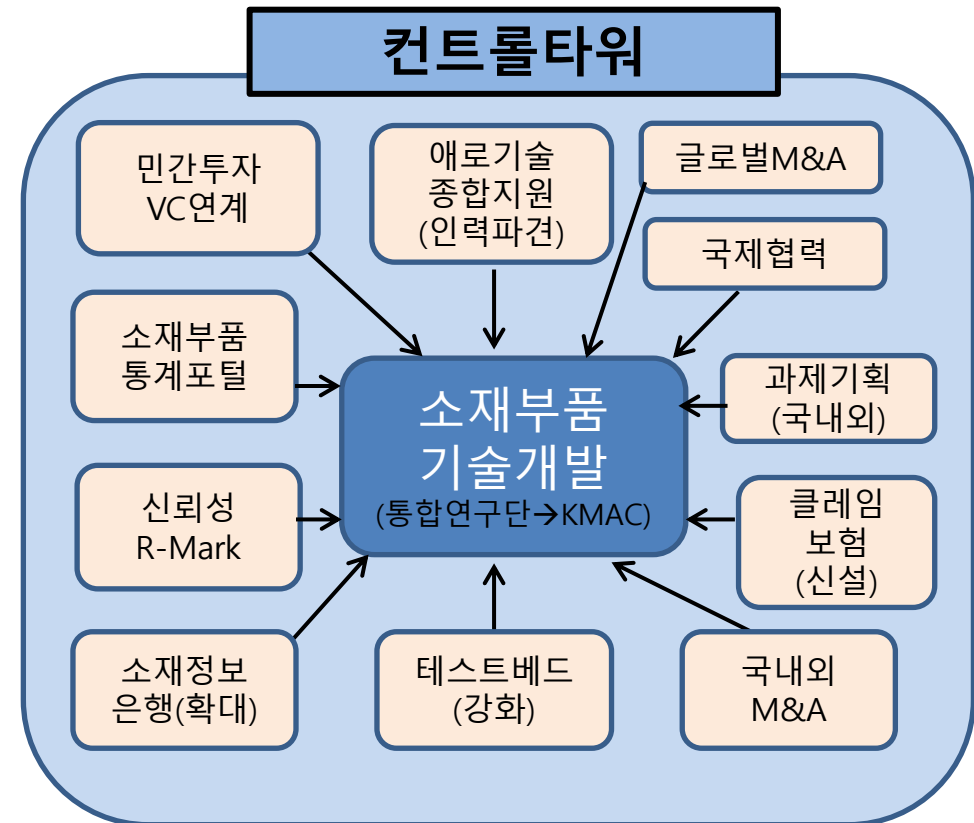 컨트롤타워
민간투자
VC연계
애로기술
종합지원
(인력파견)
글로벌M&A
국제협력
소재부품
통계포털
소재부품
기술개발
(통합연구단→KMAC)
과제기획
(국내외)
신뢰성
R-Mark
클레임
보험
(신설)
소재정보
은행(확대)
테스트베드
(강화)
국내외
M&A